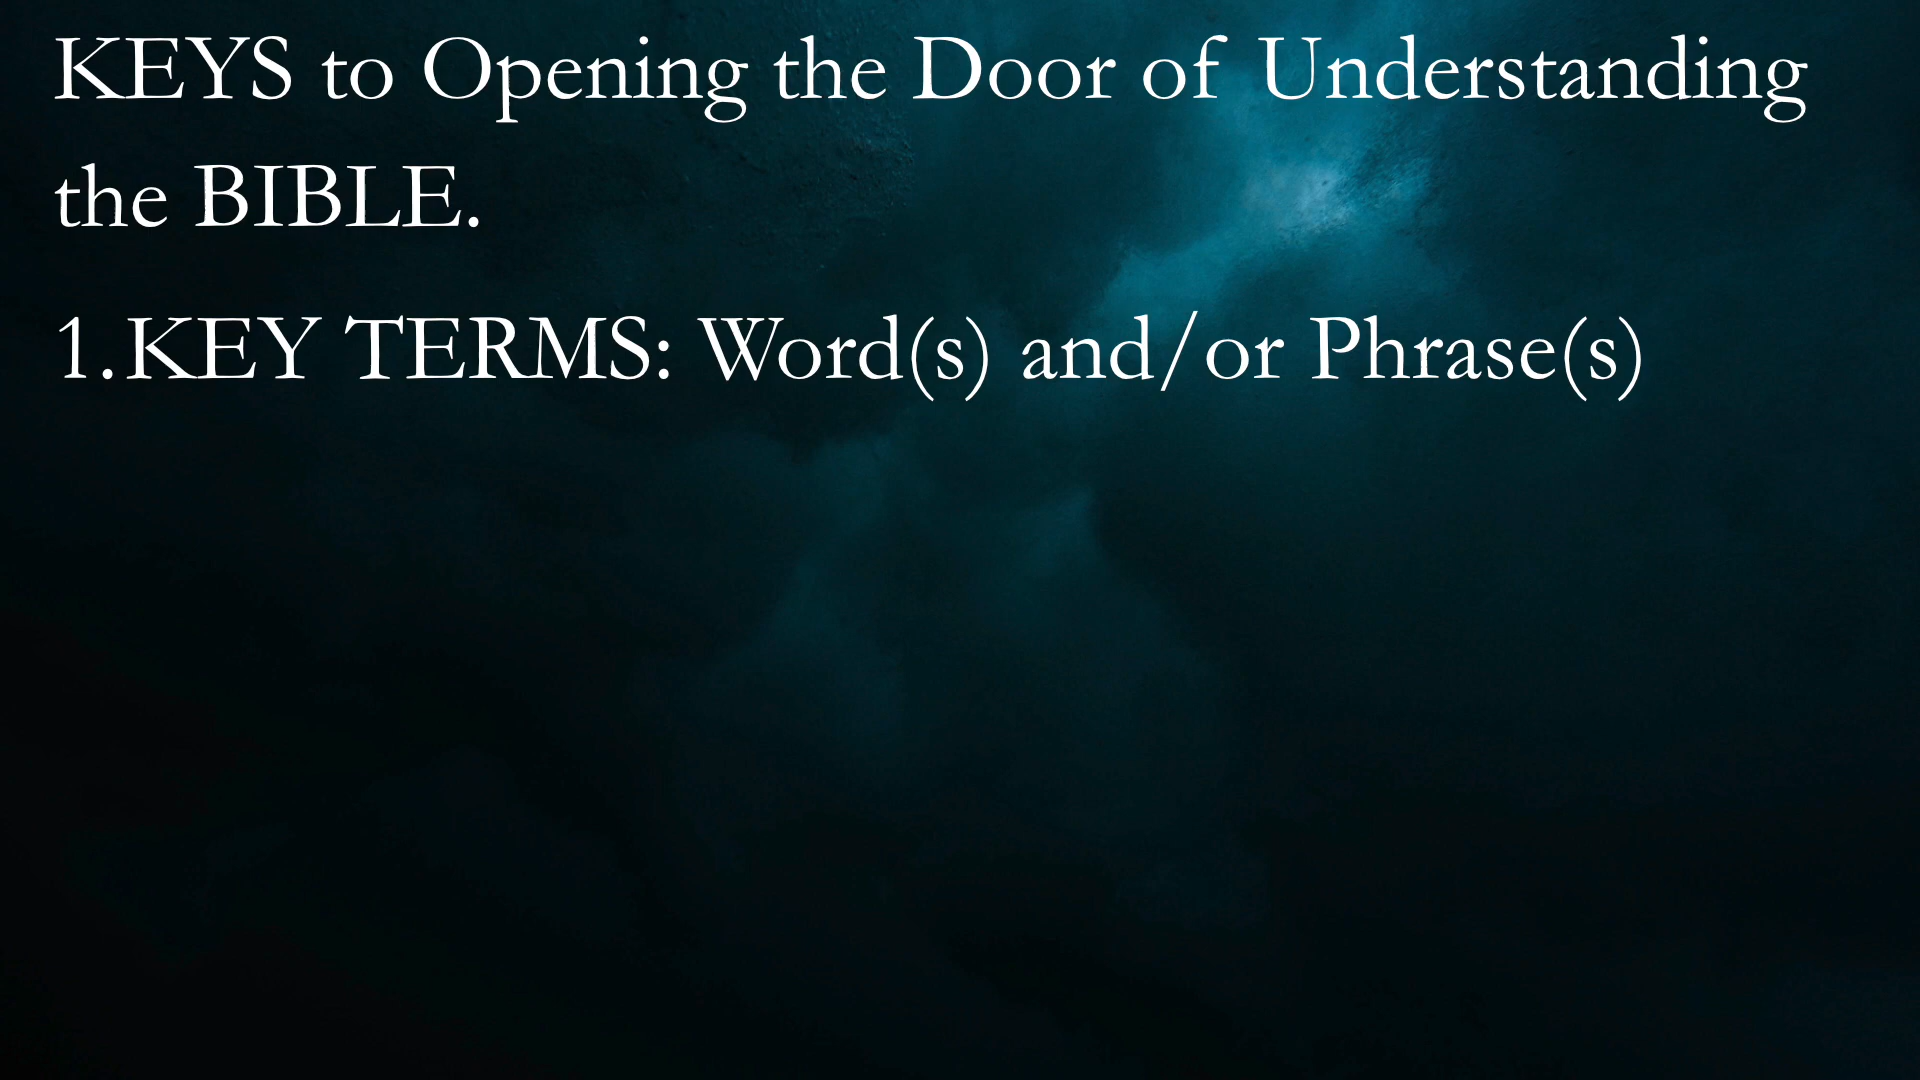 KEYS to Opening the Door of Understanding
the BIBLE.
1.KEY TERMS: Word(s) and/or Phrase(s)